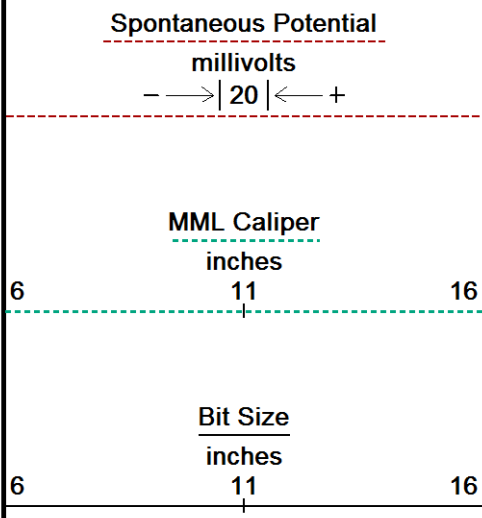 Spontaneous Potential
millivolts
− ⟶|20|⟵ +
MML Caliper
inches
6 11 16
Bit Size
inches
6 11 16